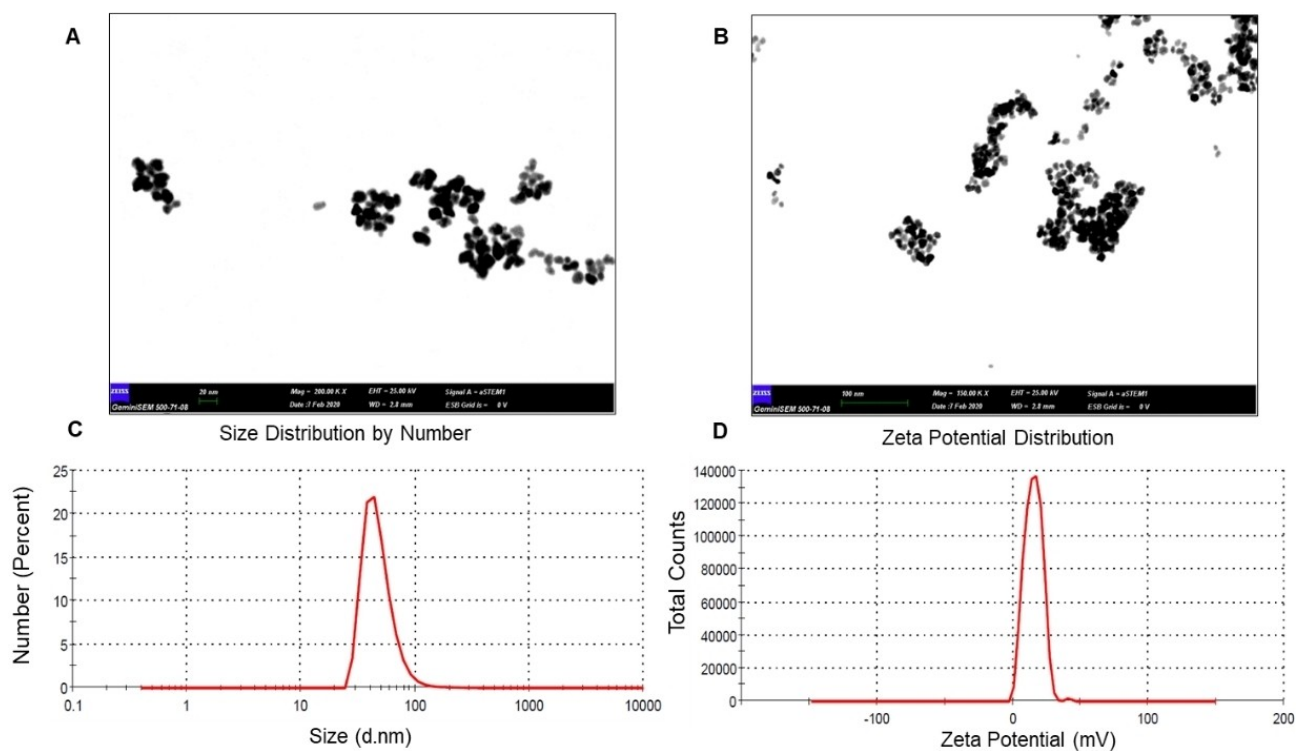 A
B
ZEISS
20 nm
Mag = 200.00 K X
EHT = 25.00 kV
Signal A = aSTEM1
GeminiSEM 500-71-08
Date :7 Feb 2020
WD = 2.8 mm
ESB Grid is = 0 V
ZEISS
100 nm
Mag = 150.00 K X
EHT = 25.00 kV
Signal A = aSTEM1
GeminiSEM 500-71-08
Date :7 Feb 2020
WD = 2.8 mm
ESB Grid is = 0 V
C
Size Distribution by Number
Number (Percent)
25
20
15
10
5
0
0.1 1 10 100 1000 10000
Size (d.nm)
D
Zeta Potential Distribution
Total Counts
140000
120000
100000
80000
60000
40000
20000
0
-100 0 100 200
Zeta Potential (mV)